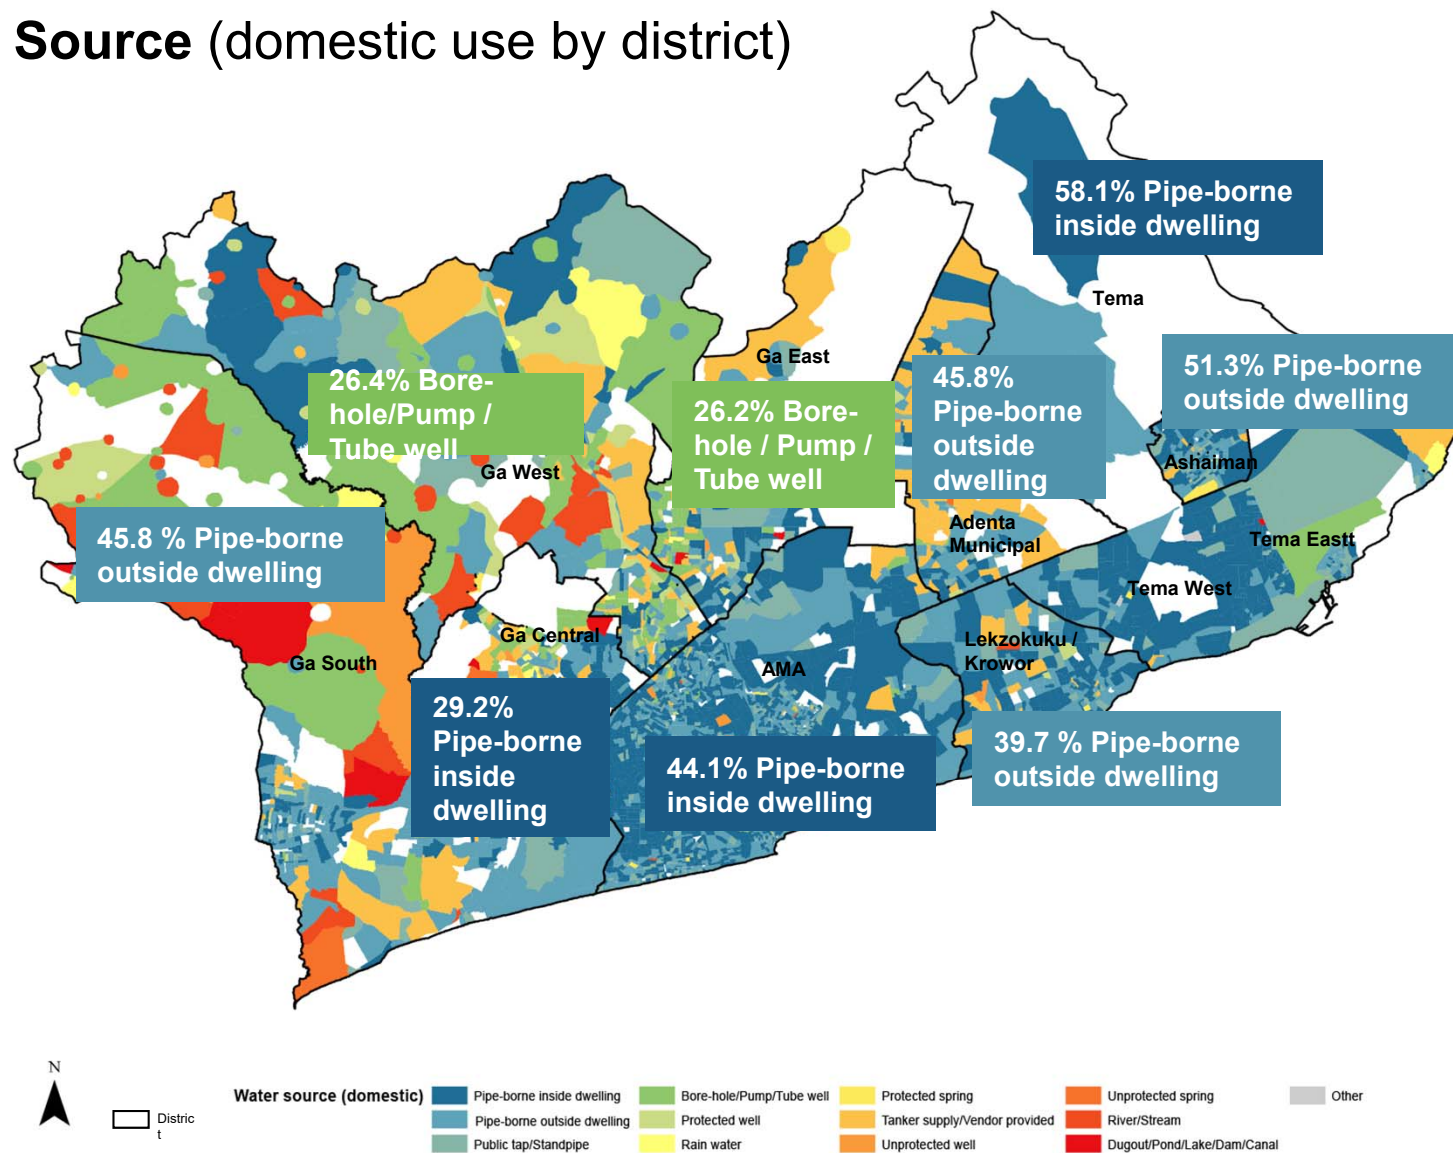 Source (domestic use by district)
58.1% Pipe-borne
inside dwelling
Tema
Ga East
51.3% Pipe-borne
outside dwelling
26.4% Bore-
hole/Pump /
Tube well
26.2% Bore-
hole / Pump /
Tube well
45.8%
Pipe-borne
outside
dwelling
Ga West
Ashaiman
45.8 % Pipe-borne
outside dwelling
Adenta
Municipal
Tema Eastt
Tema West
Ga Central
Lekzokuku /
Krowor
Ga South
AMA
29.2%
Pipe-borne
inside
dwelling
44.1% Pipe-borne
inside dwelling
39.7 % Pipe-borne
outside dwelling
N
Distric
t
Water source (domestic)
Pipe-borne inside dwelling
Pipe-borne outside dwelling
Public tap/Standpipe
Bore-hole/Pump/Tube well
Protected well
Rain water
Protected spring
Tanker supply/Vendor provided
Unprotected well
Unprotected spring
River/Stream
Dugout/Pond/Lake/Dam/Canal
Other